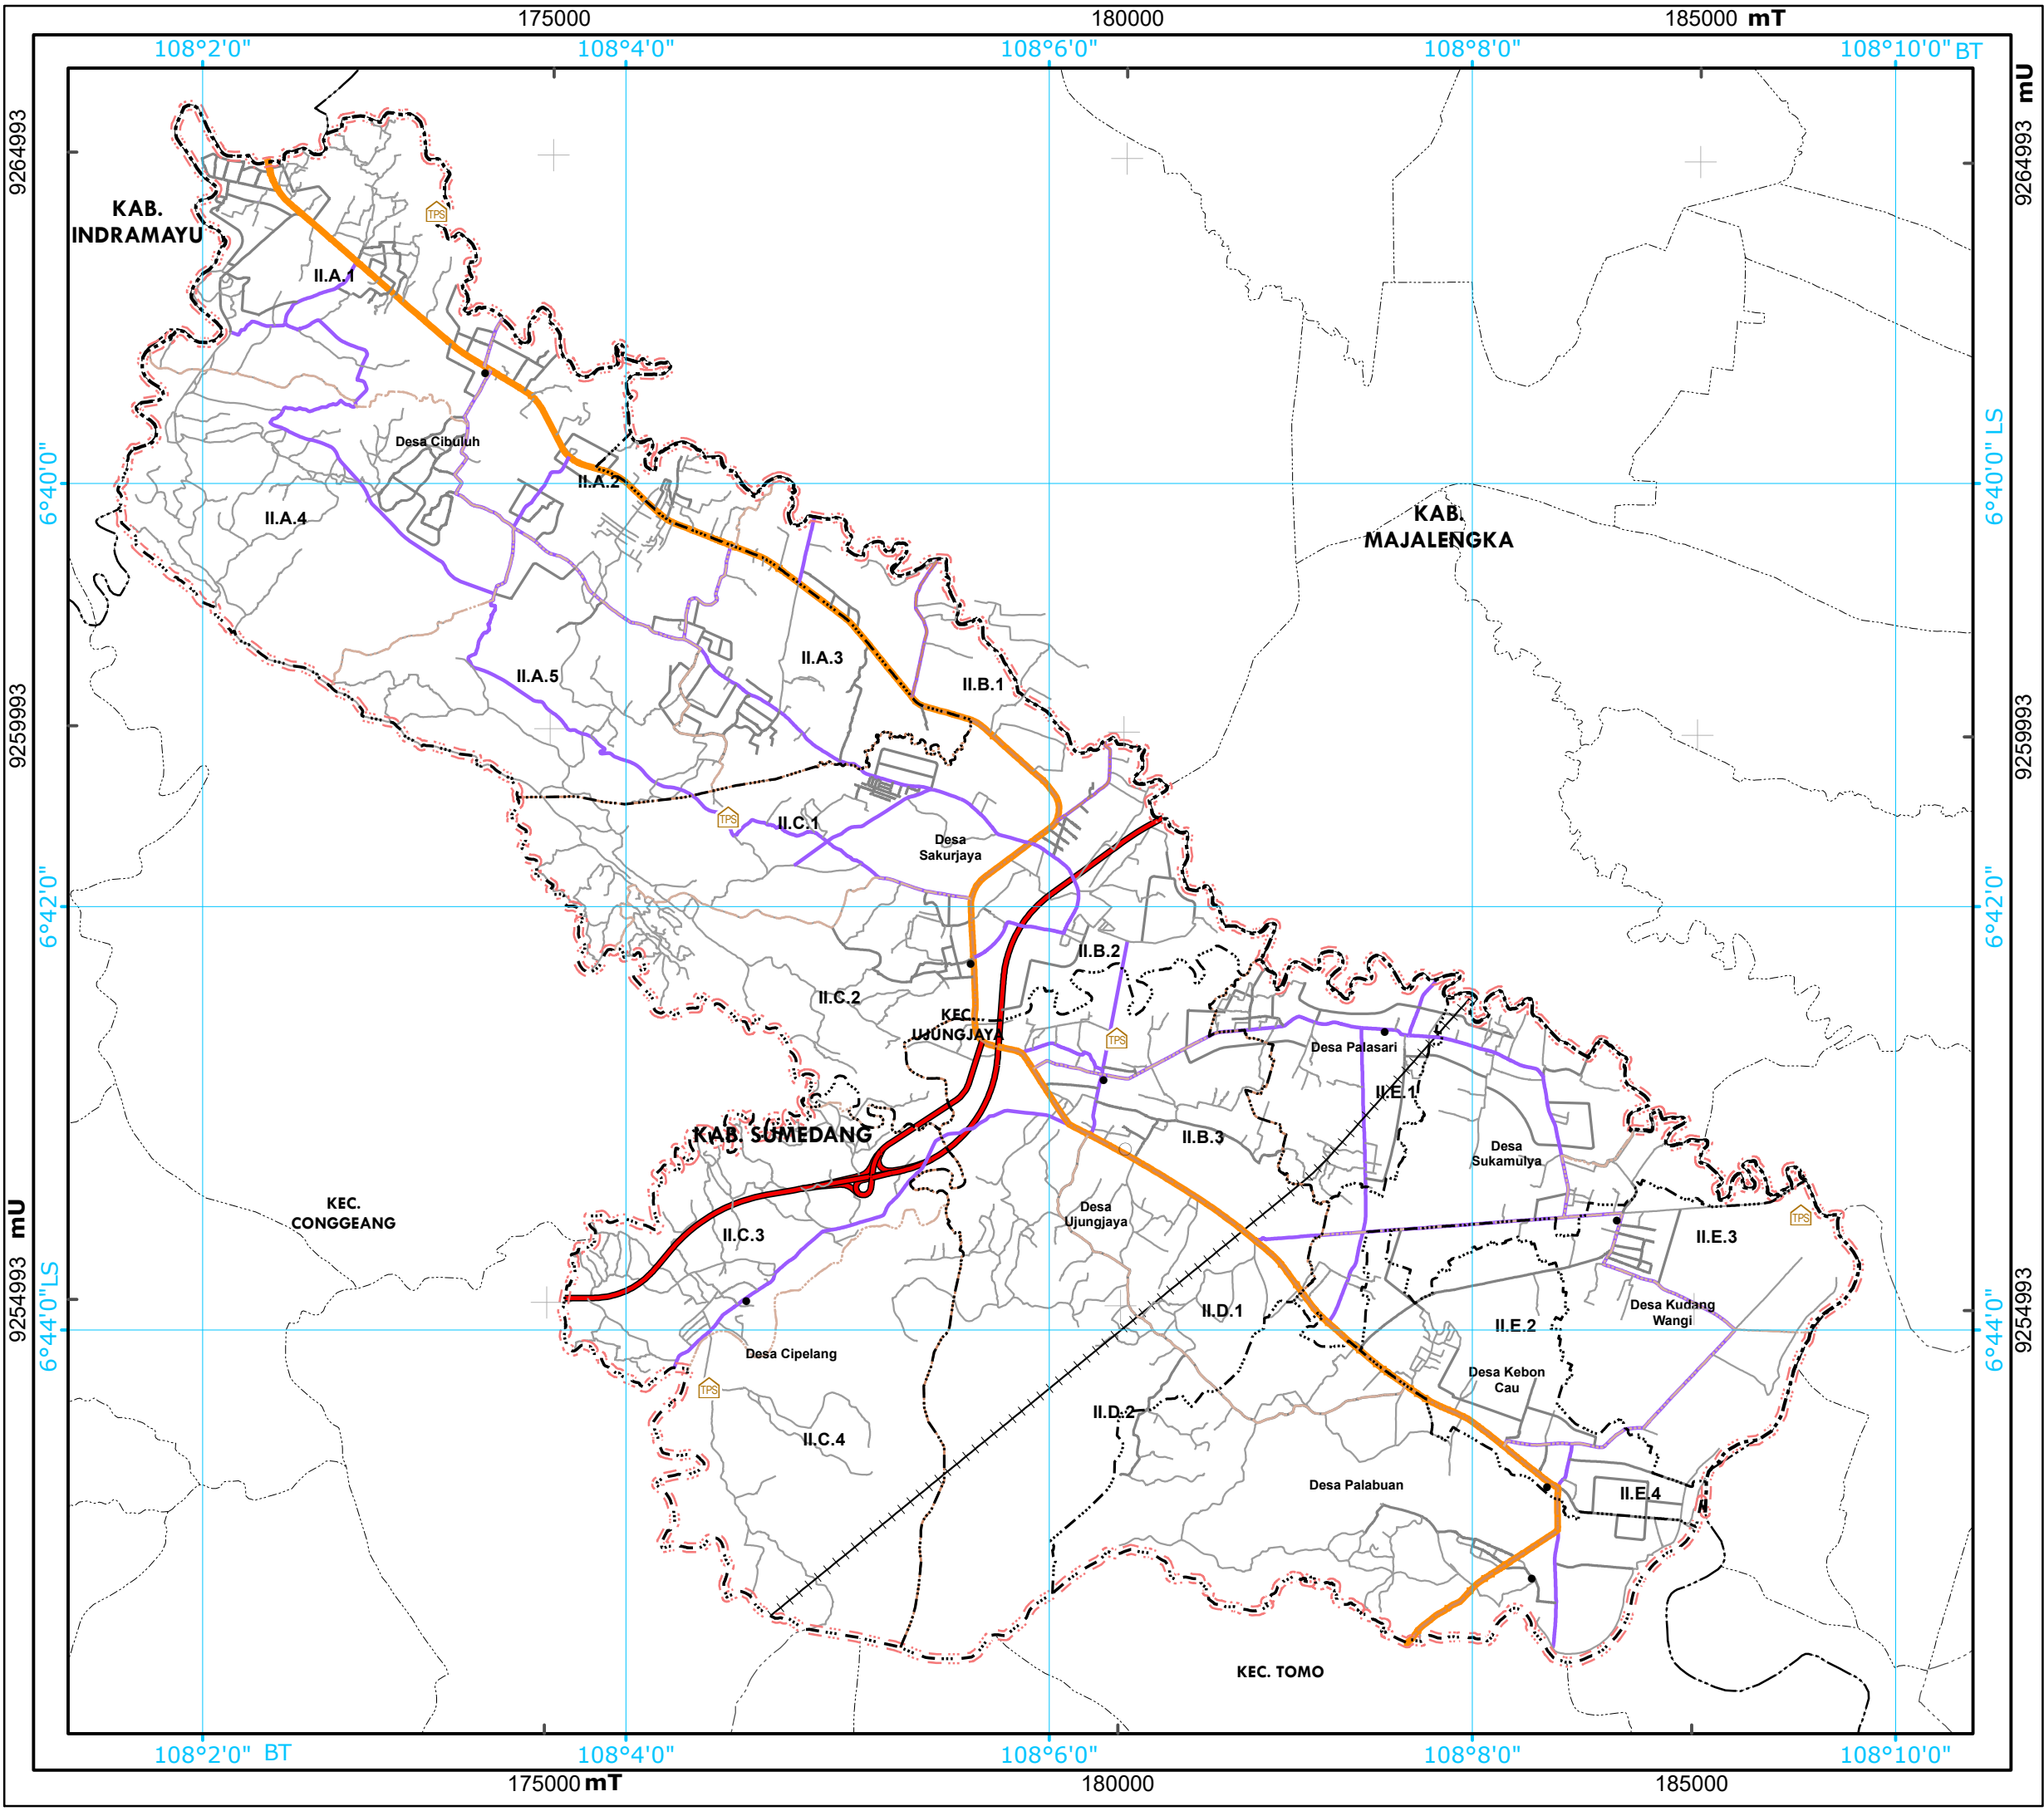 175000
180000
185000 mT
108°2'0"
108°4'0"
108°6'0"
108°8'0"
108°10'0" BT
9264993
mU
9264993
KAB.
INDRAMAYU
TPS
II.A.1
Desa Cibuluh
6°40'0"
II.A.2
6°40'0" LS
II.A.4
KAB.
MAJALENGKA
II.A.3
II.A.5
II.B.1
9259993
9259993
TPS
II.C.1
Desa
Sakurjaya
6°42'0"
6°42'0"
II.B.2
II.C.2
KEC.
UJUNGJAYA
TPS
Desa Palasari
II.E.1
KAB. SUMEDANG
II.B.3
Desa
Sukamulya
KEC.
CONGGEANG
Desa
Ujungjaya
TPS
II.C.3
II.E.3
9254993 mU
9254993
II.D.1
Desa Kudang
Wangi
II.E.2
6°44'0"LS
6°44'0"
Desa Cipelang
TPS
Desa Kebon
Cau
II.D.2
II.C.4
Desa Palabuan
II.E.4
KEC. TOMO
108°2'0" BT
108°4'0"
108°6'0"
108°8'0"
108°10'0"
175000 mT
180000
185000